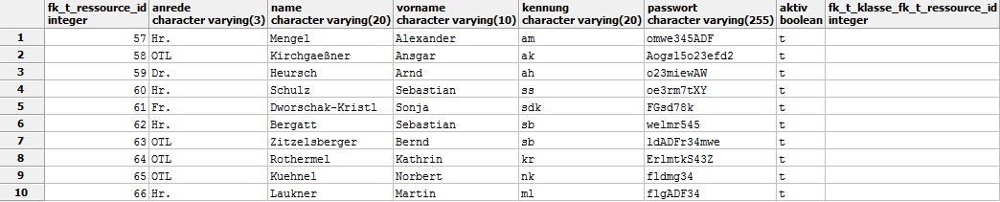 fk_t_ressource_id integer anrede character varying(3) name character varying(20) vorname character varying(10) kennung character varying(20) passwort character varying(255) aktiv boolean fk_t_klasse_fk_t_ressource_id integer
1 57 Hr. Mengel Alexander am omwe345ADF t
2 58 OTL Kirchgaeßner Ansgar ak Aogsl5o23efd2 t
3 59 Dr. Heursch Arnd ah o23miewAW t
4 60 Hr. Schulz Sebastian ss oe3rm7tXY t
5 61 Fr. Dworschak-Kristl Sonja sdk FGsd78k t
6 62 Hr. Bergatt Sebastian sb welmr545 t
7 63 OTL Zitzelsberger Bernd sb ldADFr34mwe t
8 64 OTL Rothermel Kathrin kr ErlmtkS43Z t
9 65 OTL Kuehnel Norbert nk fldmg34 t
10 66 Hr. Laukner Martin ml flgADF34 t